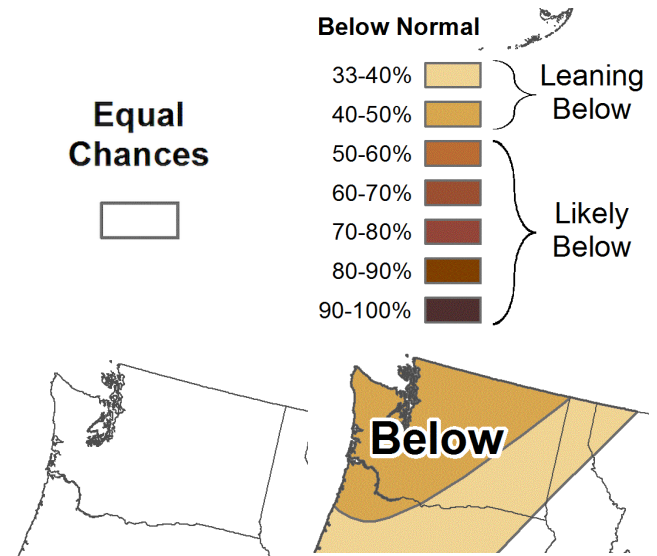 Below Normal
33-40%
40-50%
Leaning
Below
Equal
Chances
50-60%
60-70%
70-80%
80-90%
90-100%
Likely
Below
Below